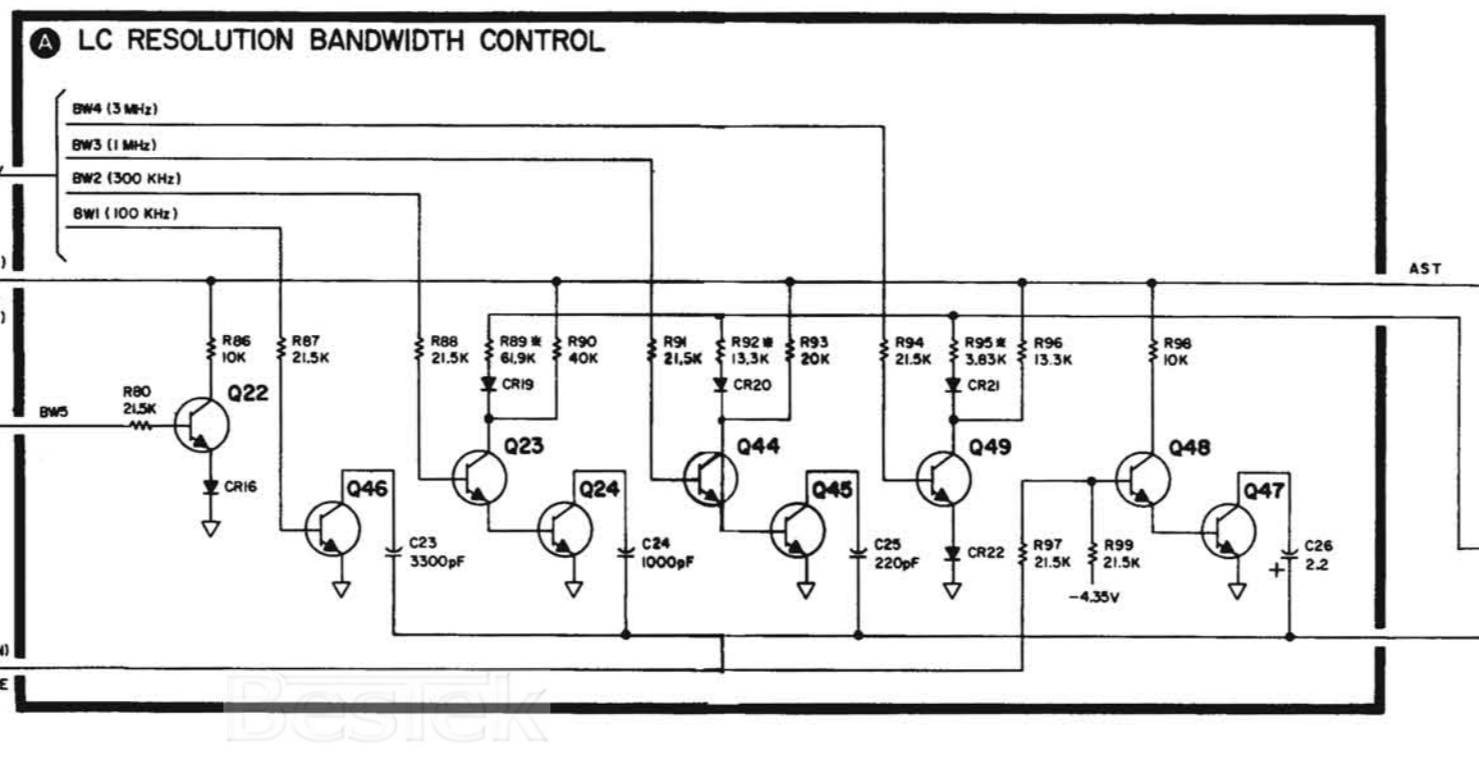 A LC RESOLUTION BANDWIDTH CONTROL
BW4 (3 MHz)
BW3 (1 MHz)
BW2 (300 KHz)
BW1 (100 KHz)
)
AST
)
R86
10K
R87
21.5K
R88
21.5K
R89*
61.9K
R90
40K
R91
21.5K
R92*
13.3K
R93
20K
R94
21.5K
R95*
3.83K
R96
13.3K
R98
10K
CR19
CR20
CR21
R80
21.5K
Q22
BW5
Q23
Q44
Q49
Q48
CR16
Q46
Q24
Q45
Q47
C23
3300pF
C24
1000pF
C25
220pF
CR22
R97
21.5K
R99
21.5K
C26
2.2
+
-4.35V
)
E
BesTek